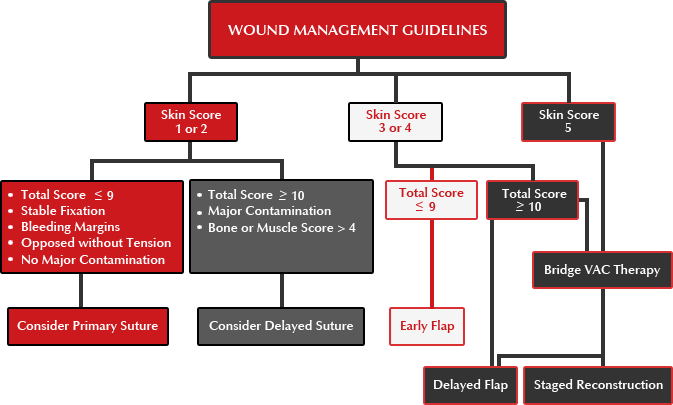 WOUND MANAGEMENT GUIDELINES
Skin Score
1 or 2
Skin Score
3 or 4
Skin Score
5
• Total Score ≤ 9
• Stable Fixation
• Bleeding Margins
• Opposed without Tension
• No Major Contamination
• Total Score ≥ 10
• Major Contamination
• Bone or Muscle Score > 4
Total Score
≤ 9
Total Score
≥ 10
Bridge VAC Therapy
Consider Primary Suture
Consider Delayed Suture
Early Flap
Delayed Flap
Staged Reconstruction